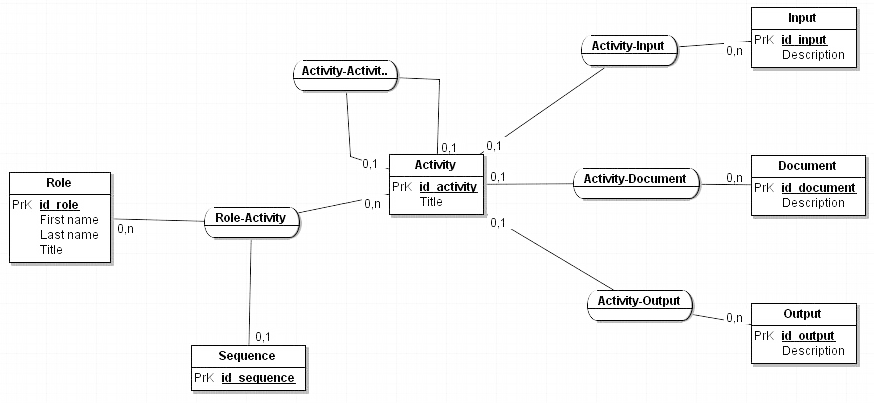 Input
PrK id_input
Description
Activity-Input
0,n
Activity-Activit..
0,1
0,1
0,1
Activity
PrK id_activity
Title
0,1
0,n
0,1
Activity-Document
0,n
Document
PrK id_document
Description
Role
PrK id_role
First name
Last name
Title
0,n
Role-Activity
Activity-Output
0,n
Output
PrK id_output
Description
0,1
Sequence
PrK id_sequence